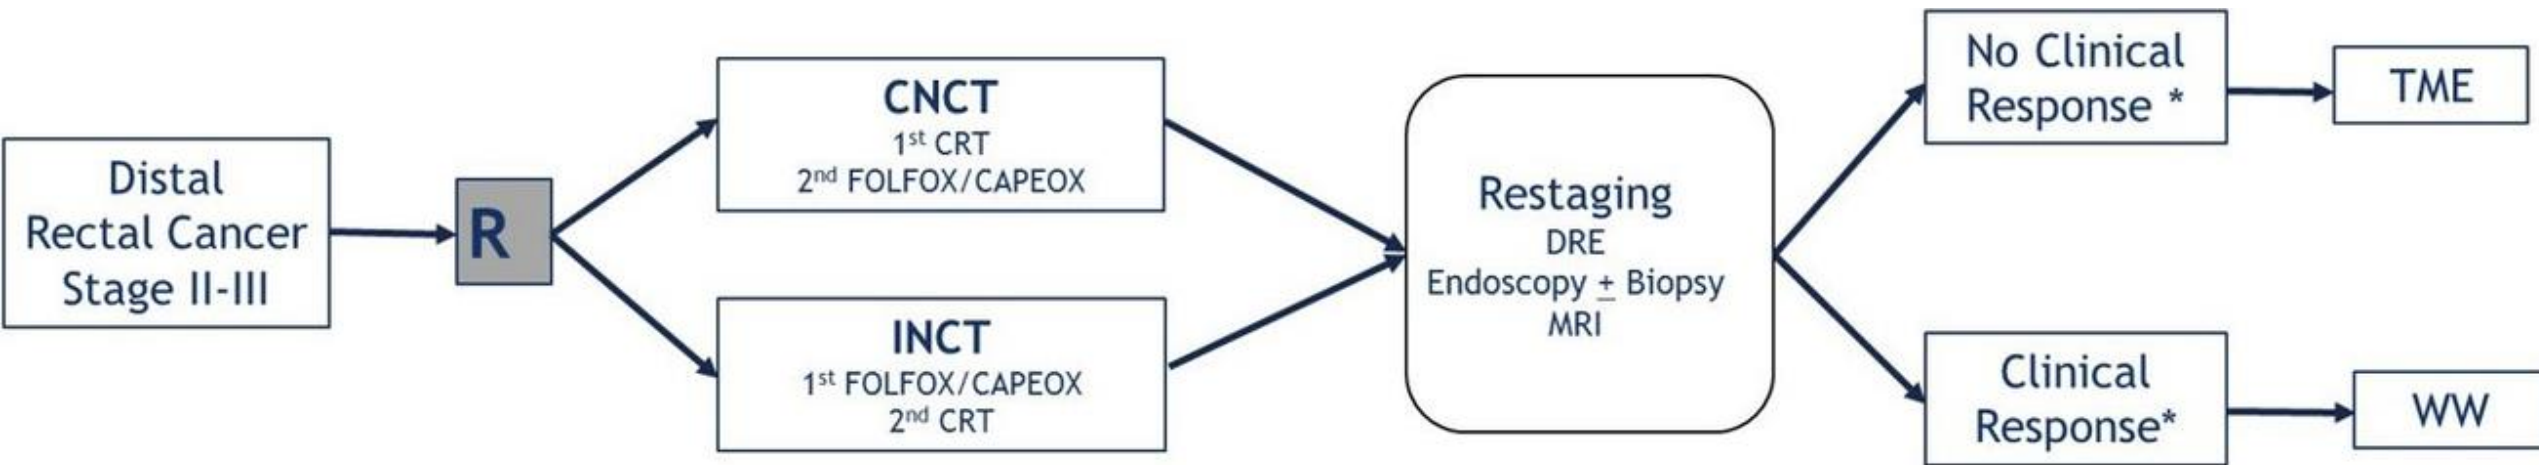 Distal
Rectal Cancer
Stage II-III
R
CNCT
1st CRT
2nd FOLFOX/CAPEOX
INCT
1st FOLFOX/CAPEOX
2nd CRT
Restaging
DRE
Endoscopy ± Biopsy
MRI
No Clinical
Response *
TME
Clinical
Response*
WW